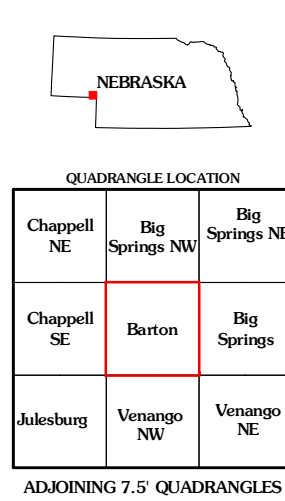 NEBRASKA
QUADRANGLE LOCATION
Chappell
NE
Big
Springs NW
Big
Springs NE
Chappell
SE
Barton
Big
Springs
Julesburg
Venango
NW
Venango
NE
ADJOINING 7.5' QUADRANGLES